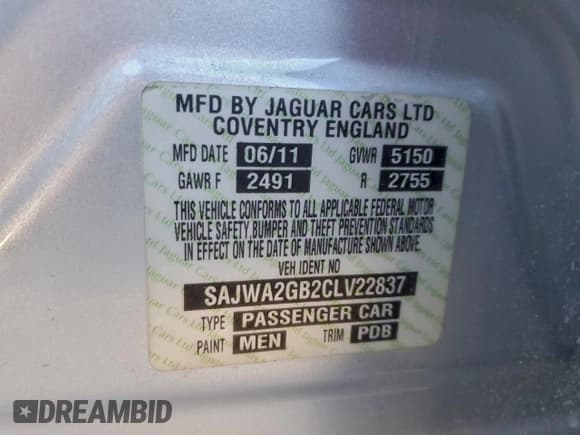 MFD BY JAGUAR CARS LTD
COVENTRY ENGLAND
MFD DATE 06/11 GVWR 5150
GAWR F 2491 R 2755
THIS VEHICLE CONFORMS TO ALL APPLICABLE FEDERAL MOTOR
VEHICLE SAFETY,BUMPER AND THEFT PREVENTION STANDARDS
IN EFFECT ON THE DATE OF MANUFACTURE SHOWN ABOVE.
VEH IDENT NO
SAJWA2GB2CLV22837
TYPE PASSENGER CAR
PAINT MEN TRIM PDB
DREAMBID